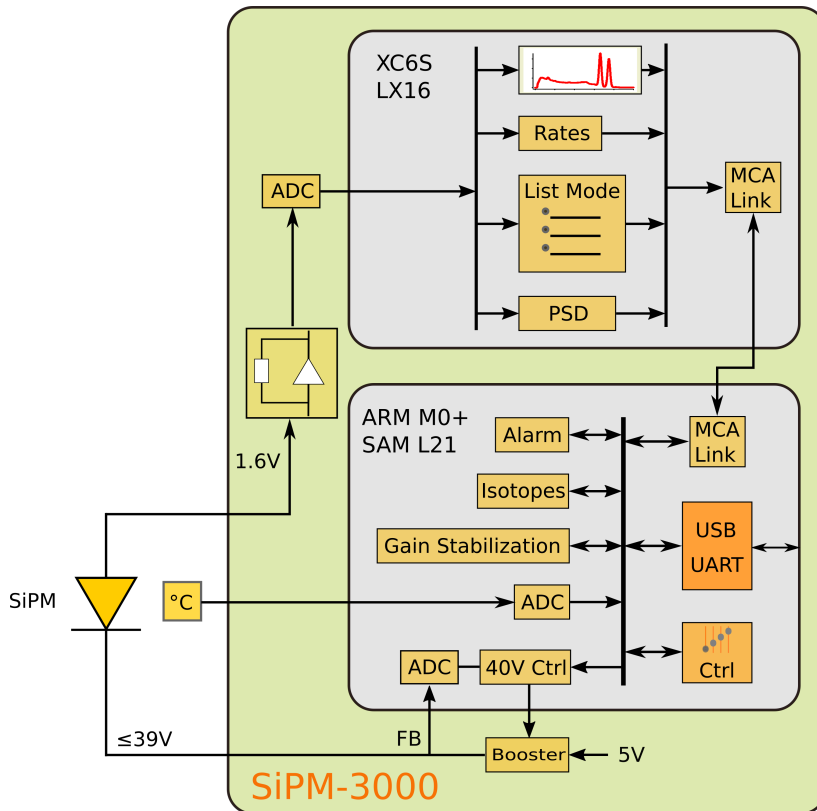 XC6S
LX16
Rates
List Mode
PSD
MCA
Link
ADC
1.6V
ARM M0+
SAM L21
Alarm
Isotopes
Gain Stabilization
ADC
MCA
Link
USB
UART
SiPM
°C
ADC
40V Ctrl
Ctrl
≤39V
FB
Booster
5V
SiPM-3000